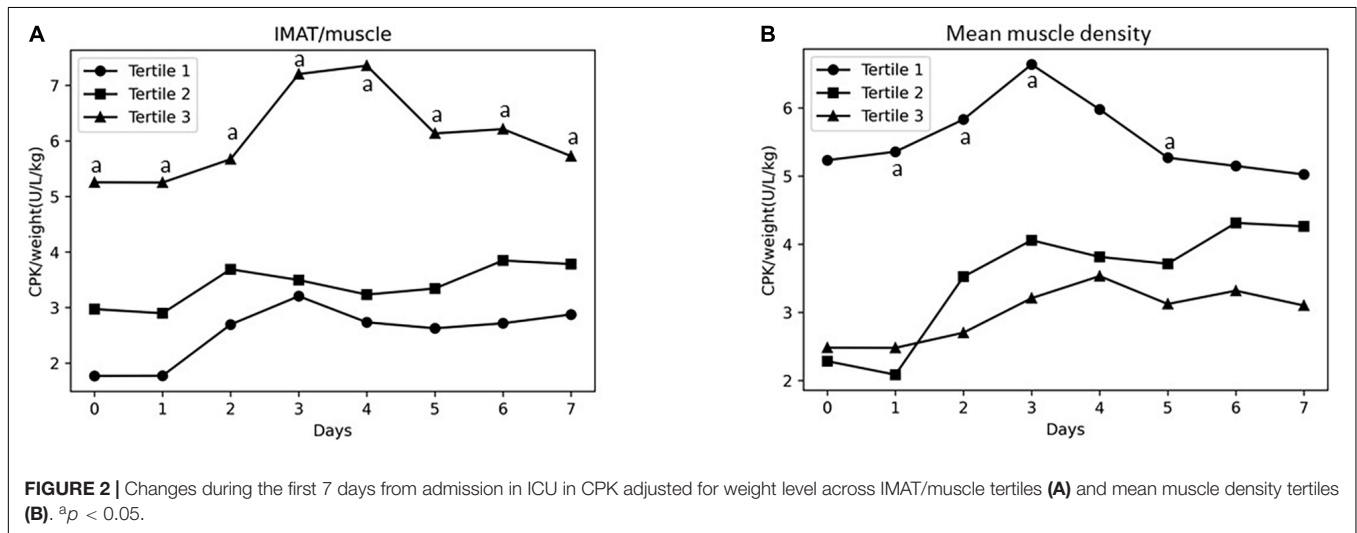 A
IMAT/muscle
Tertile 1
Tertile 2
Tertile 3
a a a a a a a a
CPK/weight(U/L/kg)
7
6
5
4
3
2
0 1 2 3 4 5 6 7
Days
B
Mean muscle density
Tertile 1
Tertile 2
Tertile 3
a a a a
CPK/weight(U/L/kg)
6
5
4
3
2
0 1 2 3 4 5 6 7
Days
FIGURE 2 | Changes during the first 7 days from admission in ICU in CPK adjusted for weight level across IMAT/muscle tertiles (A) and mean muscle density tertiles
(B). ᵃp < 0.05.